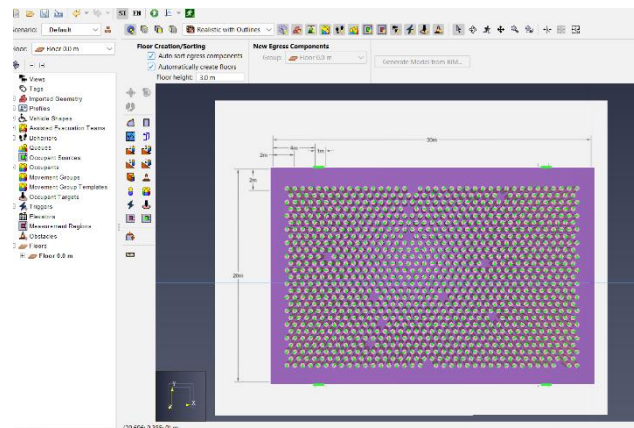 Scenario: Default
Realistic with Outlines
Floor: Floor 0.0 m
Floor Creation/Sorting
Auto sort egress components
Automatically create floors
Floor height: 3.0 m
New Egress Components
Group: Floor 0.0 m
Generate Model from BIM...
Views
Tags
Imported Geometry
Profiles
Vehicle Shapes
Assisted Evacuation Teams
Behaviors
Queues
Occupant Sources
Occupants
Movement Groups
Movement Group Templates
Occupant Targets
Triggers
Elevators
Measurement Regions
Obstacles
Floors
Floor 0.0 m
30m
4m
1m
2m
2m
20m
Y
X